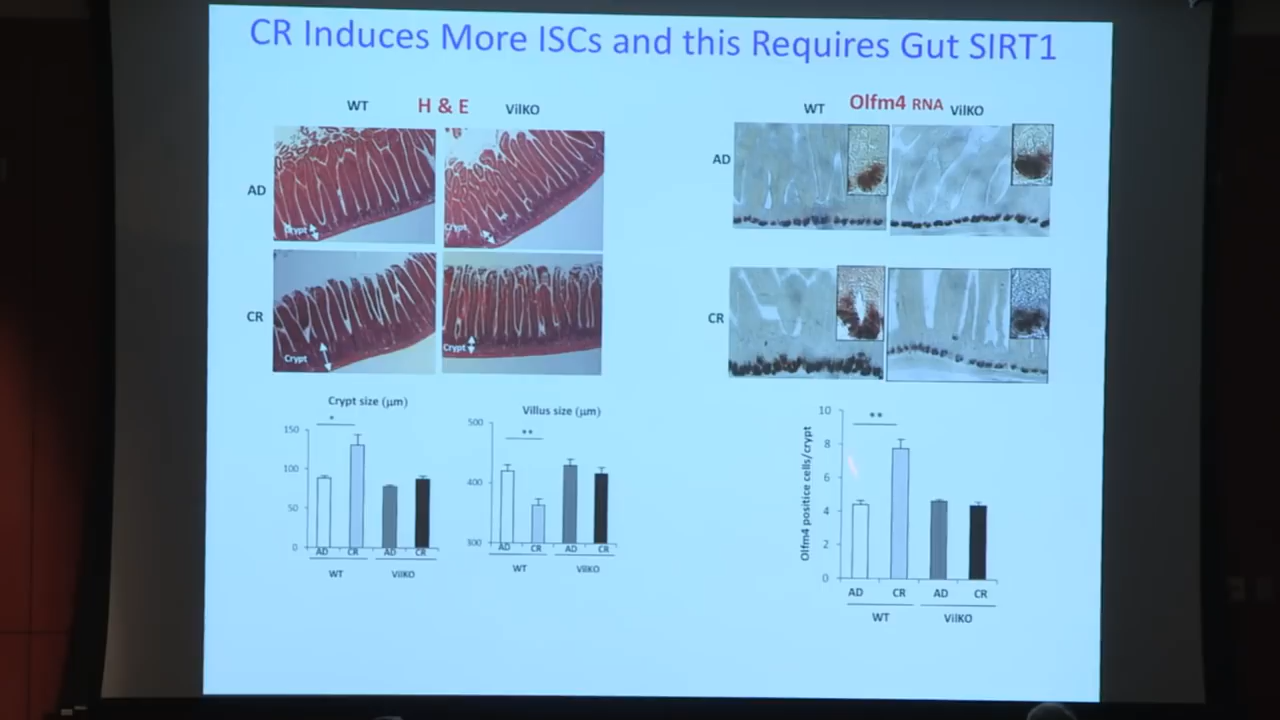 CR Induces More ISCs and this Requires Gut SIRT1
WT H & E VilKO
AD
Crypt
Crypt
CR
Crypt
Crypt
Crypt size (μm)
*
150
100
50
0
AD CR AD CR
WT VilKO
Villus size (μm)
**
500
400
300
AD CR AD CR
WT VilKO
WT Olfm4 RNA VilKO
AD
CR
Olfm4 positice cells/crypt
**
10
8
6
4
2
0
AD CR AD CR
WT VilKO